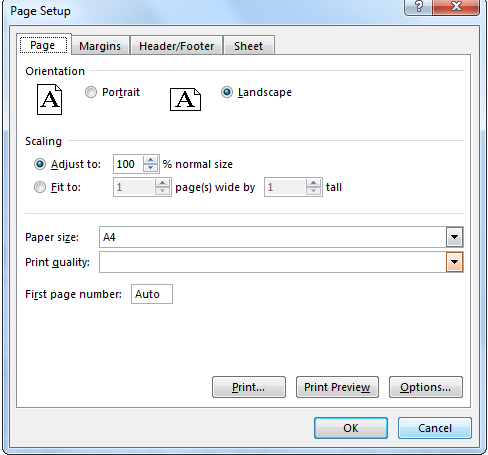 Page Setup
Page Margins Header/Footer Sheet
Orientation
A Portrait A Landscape
Scaling
Adjust to: 100 % normal size
Fit to: 1 page(s) wide by 1 tall
Paper size: A4
Print quality:
First page number: Auto
Print... Print Preview Options...
OK Cancel